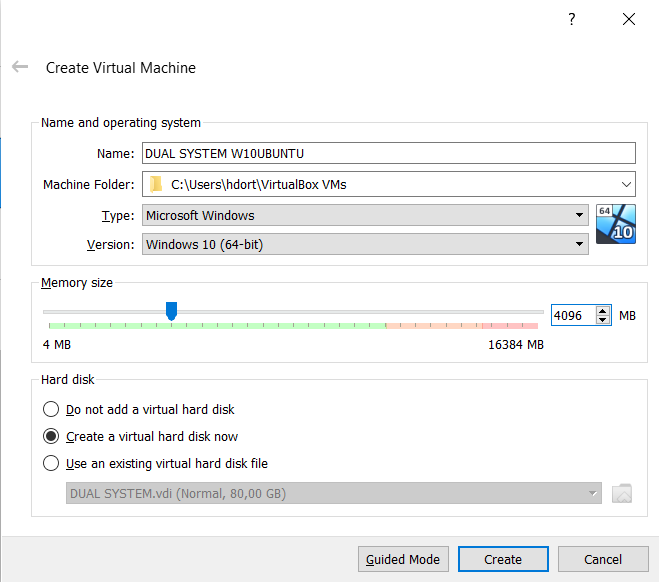 ?
Create Virtual Machine
Name and operating system
Name: DUAL SYSTEM W10UBUNTU
Machine Folder: C:\Users\hdort\VirtualBox VMs
Type: Microsoft Windows
64
10
Version: Windows 10 (64-bit)
Memory size
4096 MB
4 MB 16384 MB
Hard disk
Do not add a virtual hard disk
Create a virtual hard disk now
Use an existing virtual hard disk file
DUAL SYSTEM.vdi (Normal, 80,00 GB)
Guided Mode Create Cancel